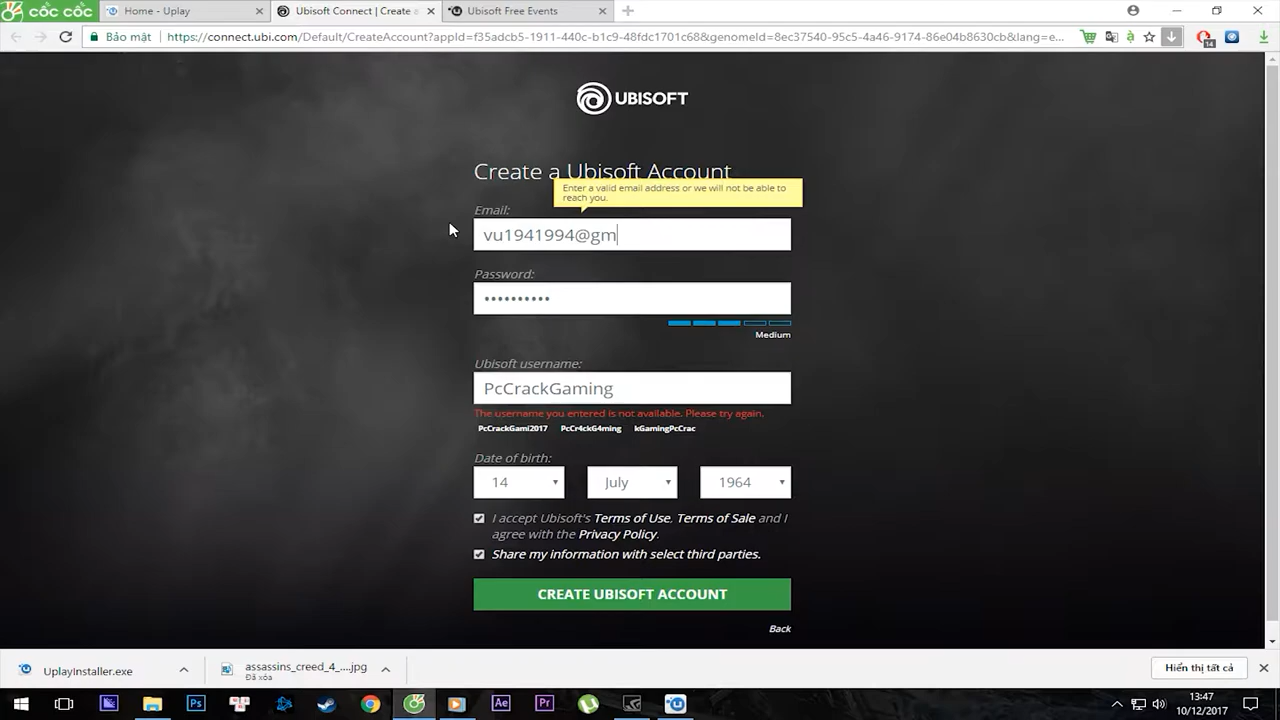 cốc cốc
Home - Uplay
Ubisoft Connect | Create a
Ubisoft Free Events
Bảo mật
https://connect.ubi.com/Default/CreateAccount?appId=f35adcb5-1911-440c-b1c9-48fdc1701c68&genomeId=8ec37540-95c5-4a46-9174-86e04b8630cb&lang=e...
14
UBISOFT
Create a Ubisoft Account
Enter a valid email address or we will not be able to
reach you.
Email:
vu1941994@gm
Password:
••••••••••
Medium
Ubisoft username:
PcCrackGaming
The username you entered is not available. Please try again.
PcCrackGami2017 PcCr4ckG4ming kGamingPcCrac
Date of birth:
14 July 1964
I accept Ubisoft's Terms of Use, Terms of Sale and I
agree with the Privacy Policy.
Share my information with select third parties.
CREATE UBISOFT ACCOUNT
Back
UplayInstaller.exe
assassins_creed_4_....jpg
Đã xóa
Hiển thị tất cả
Ps
Ae
Pr
13:47
10/12/2017